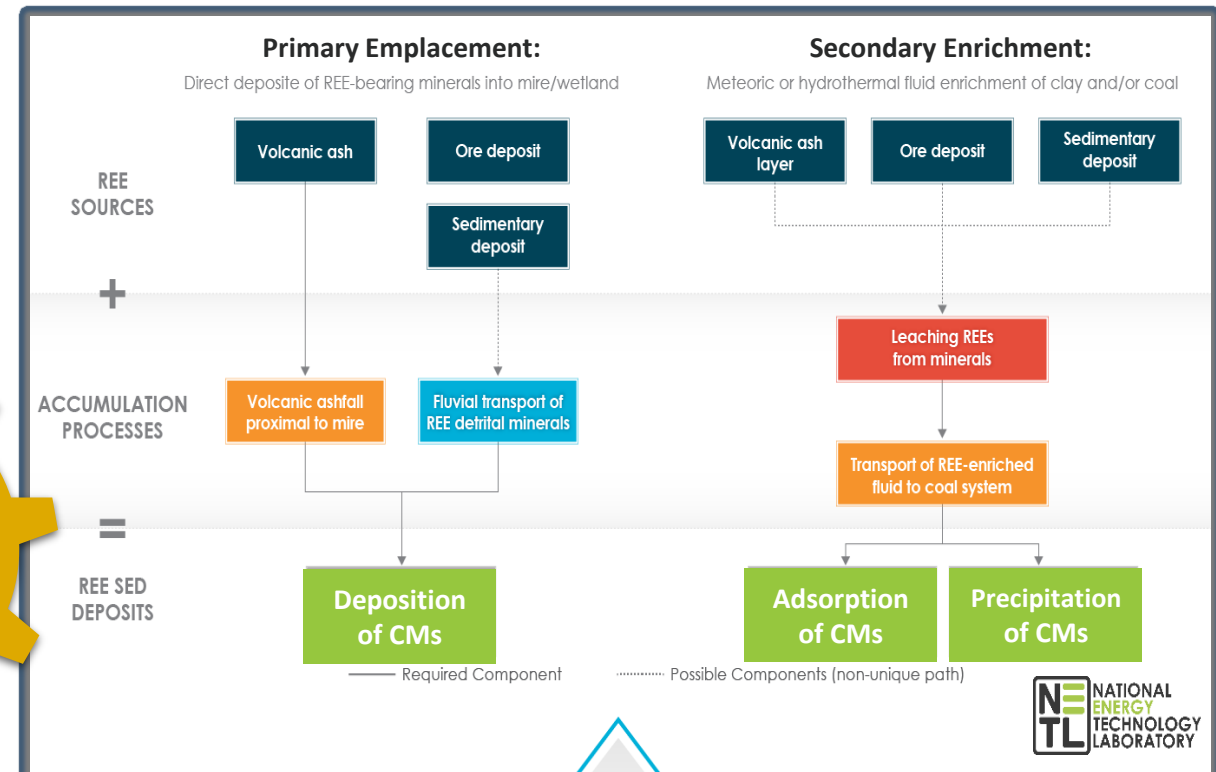 Primary Emplacement:
Direct deposite of REE-bearing minerals into mire/wetland
Secondary Enrichment:
Meteoric or hydrothermal fluid enrichment of clay and/or coal
REE
SOURCES
Volcanic ash
Ore deposit
Sedimentary
deposit
Volcanic ash
layer
Ore deposit
Sedimentary
deposit
+
ACCUMULATION
PROCESSES
Volcanic ashfall
proximal to mire
Fluvial transport of
REE detrital minerals
Leaching REEs
from minerals
Transport of REE-enriched
fluid to coal system
=
REE SED
DEPOSITS
Deposition
of CMs
Adsorption
of CMs
Precipitation
of CMs
Required Component
Possible Components (non-unique path)
NETL
NATIONAL
ENERGY
TECHNOLOGY
LABORATORY